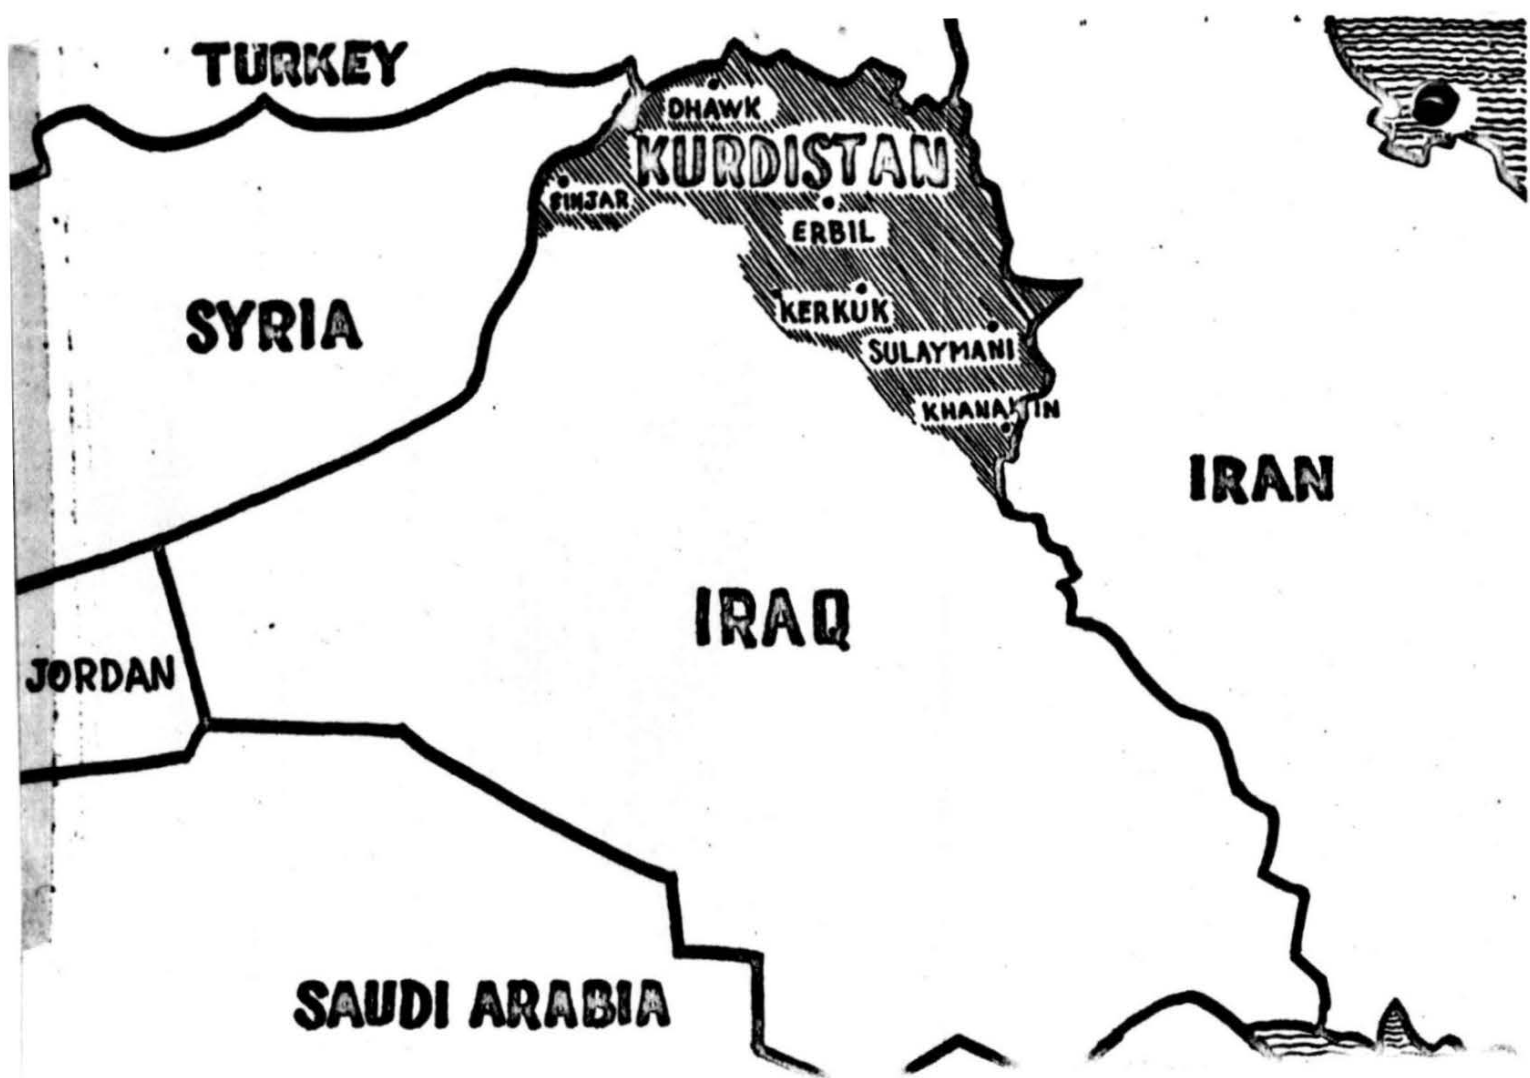 TURKEY
DHAWK
KURDISTAN
SINJAR
ERBIL
SYRIA
KERKUK
SULAYMANI
KHANAKIN
IRAN
IRAQ
JORDAN
SAUDI ARABIA